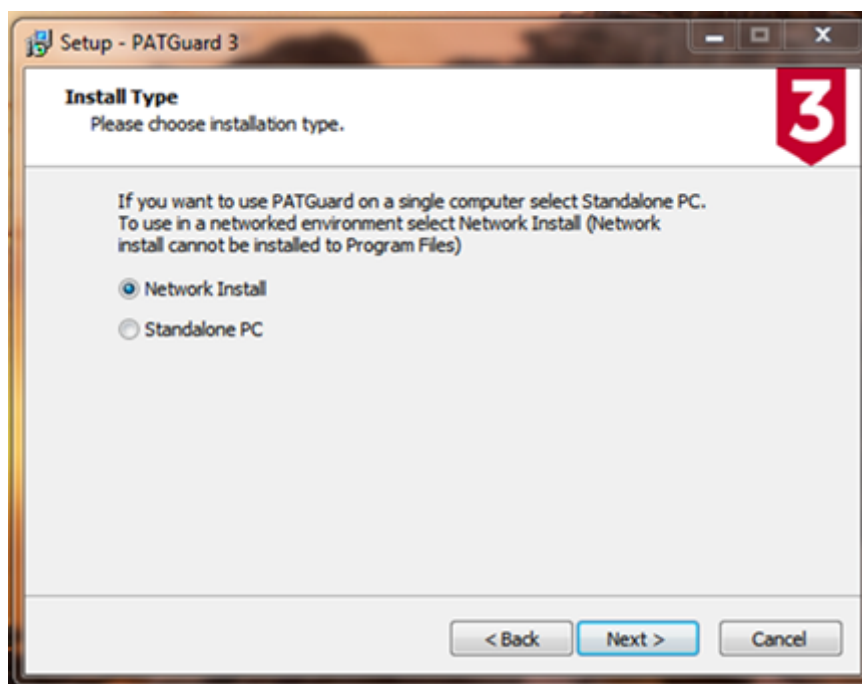 Setup - PATGuard 3
Install Type
Please choose installation type.
3
If you want to use PATGuard on a single computer select Standalone PC.
To use in a networked environment select Network Install (Network
install cannot be installed to Program Files)
Network Install
Standalone PC
< Back Next > Cancel